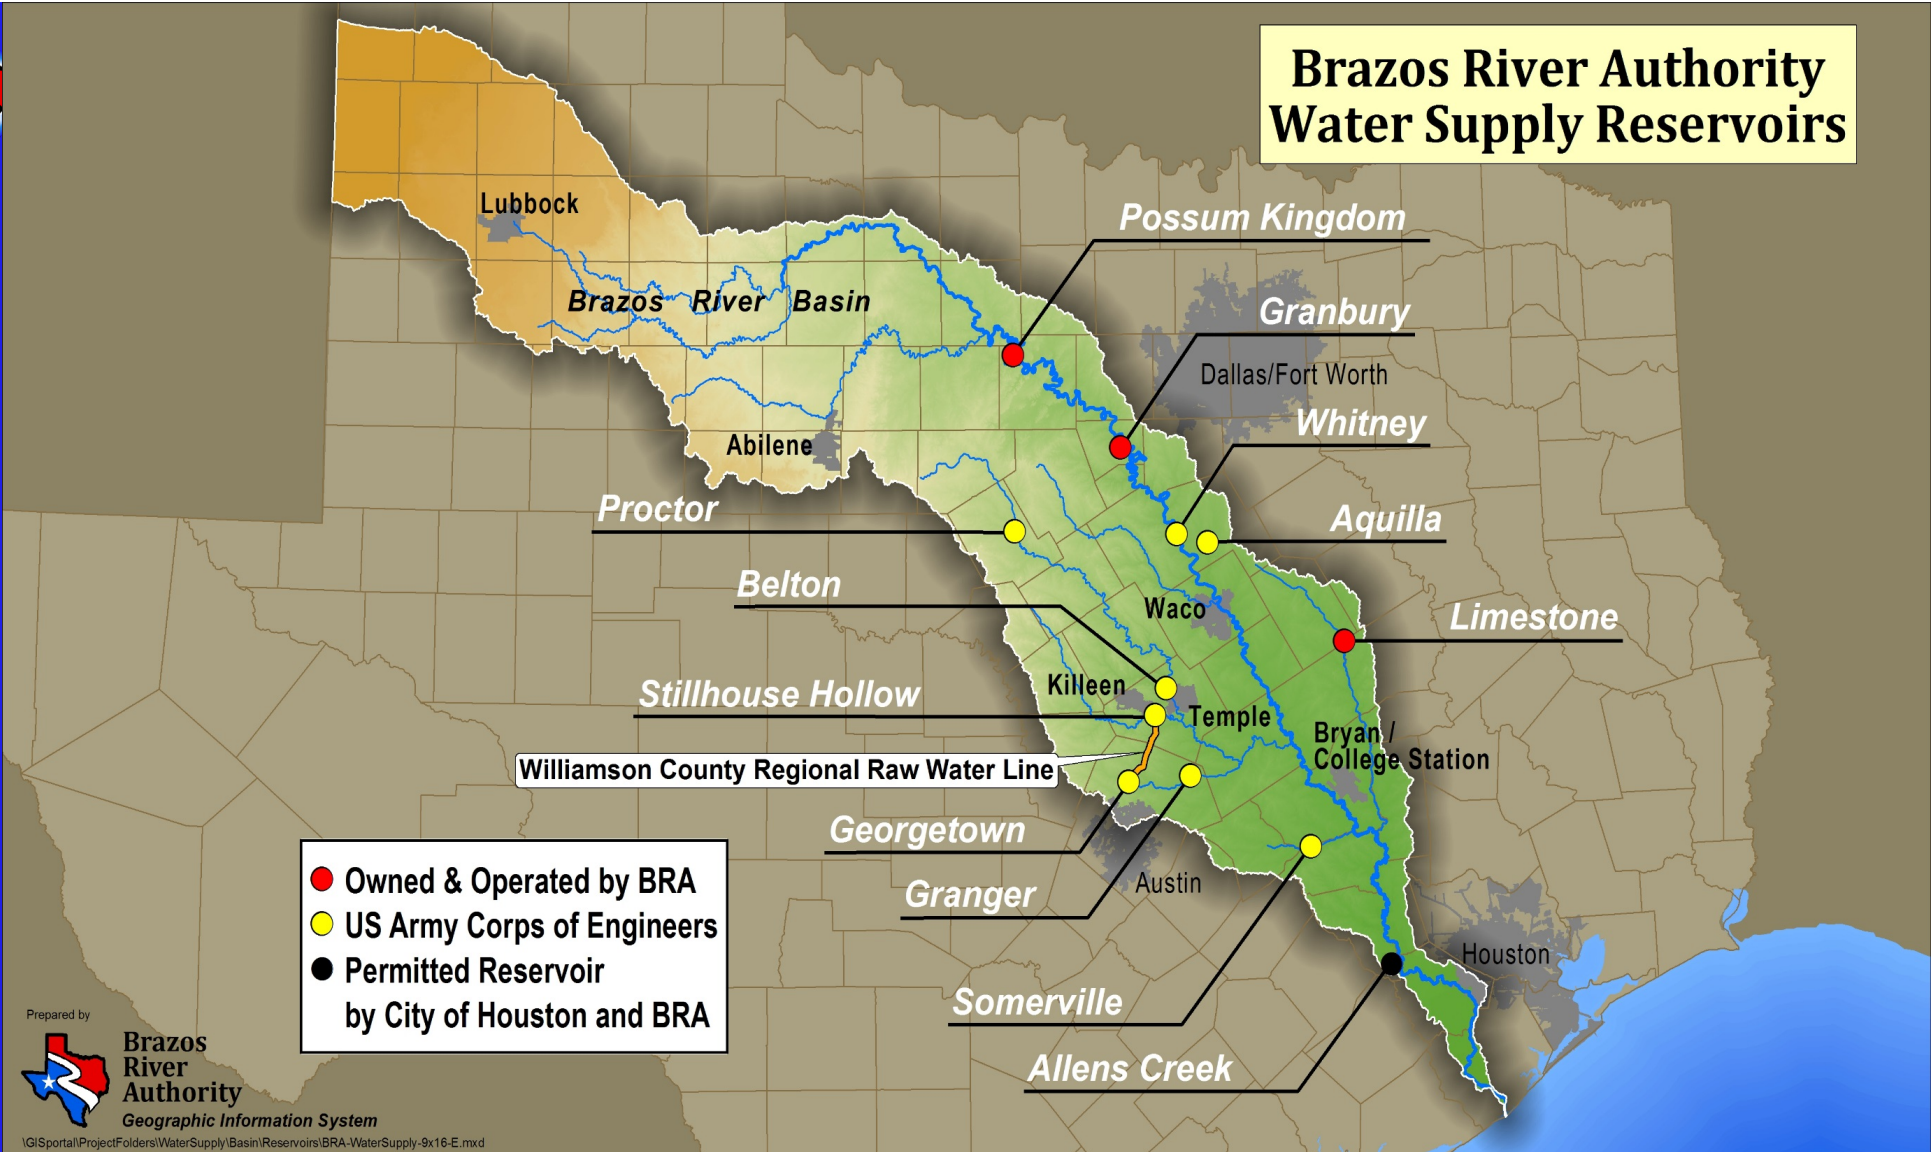 Brazos River Authority
Water Supply Reservoirs
Lubbock
Possum Kingdom
Brazos River Basin
Granbury
Dallas/Fort Worth
Whitney
Abilene
Proctor
Aquilla
Belton
Waco
Limestone
Killeen
Stillhouse Hollow
Temple
Bryan /
College Station
Williamson County Regional Raw Water Line
Georgetown
Granger
Austin
Houston
Somerville
Allens Creek
Owned & Operated by BRA
US Army Corps of Engineers
Permitted Reservoir
by City of Houston and BRA
Prepared by
Brazos
River
Authority
Geographic Information System
\GISportal\ProjectFolders\WaterSupply\Basin\Reservoirs\BRA-WaterSupply-9x16-E.mxd